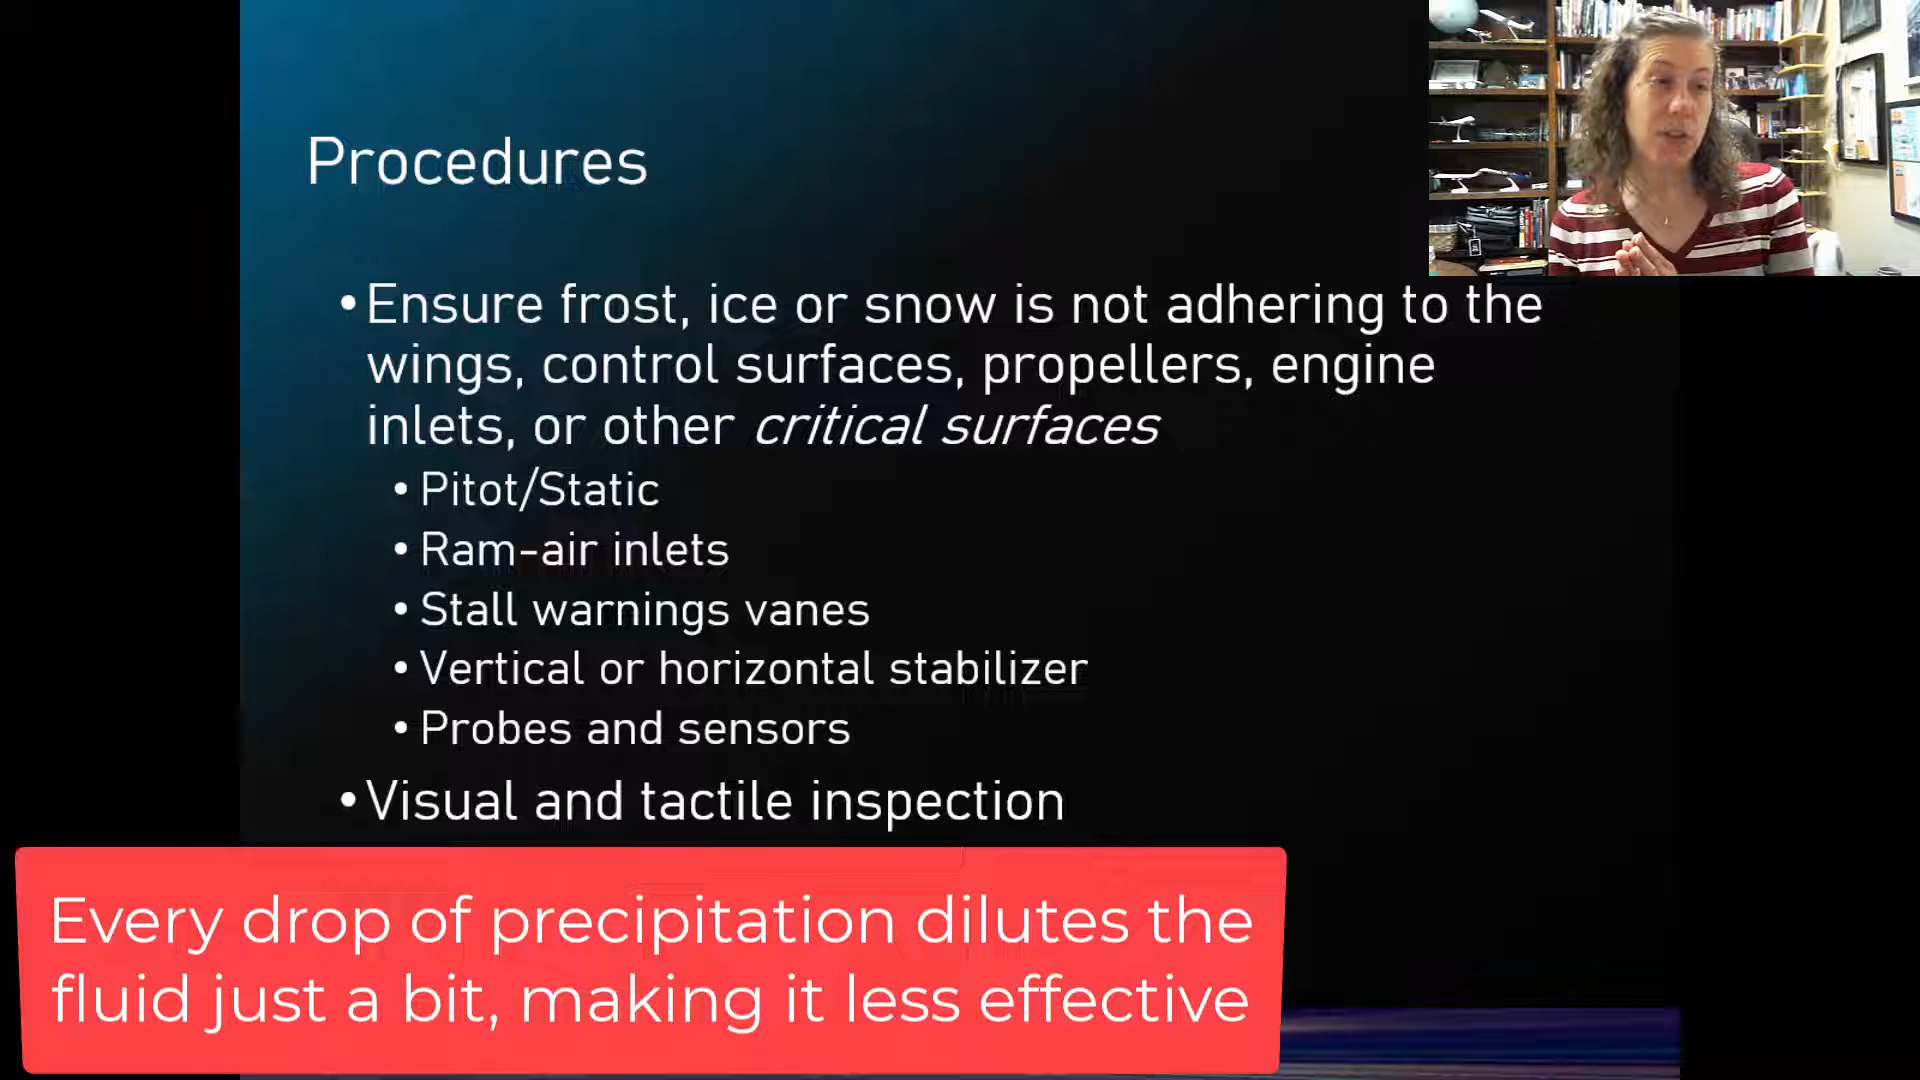 Procedures
•Ensure frost, ice or snow is not adhering to the
wings, control surfaces, propellers, engine
inlets, or other critical surfaces
•Pitot/Static
•Ram-air inlets
•Stall warnings vanes
•Vertical or horizontal stabilizer
•Probes and sensors
•Visual and tactile inspection
Every drop of precipitation dilutes the
fluid just a bit, making it less effective